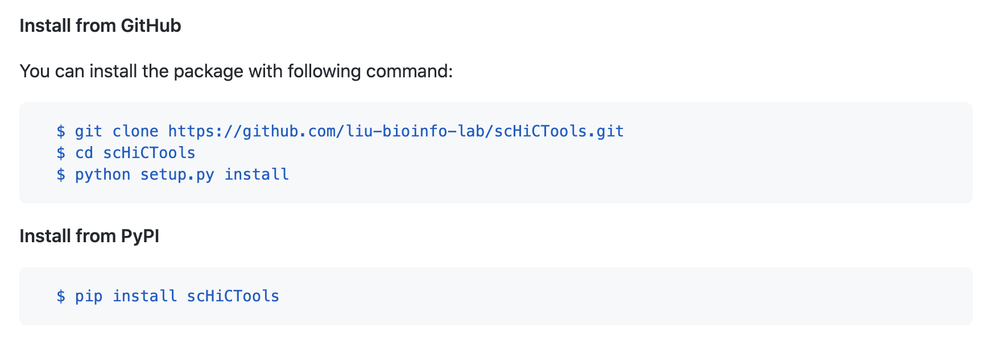 Install from GitHub
You can install the package with following command:
$ git clone https://github.com/liu-bioinfo-lab/scHiCTools.git
$ cd scHiCTools
$ python setup.py install
Install from PyPI
$ pip install scHiCTools